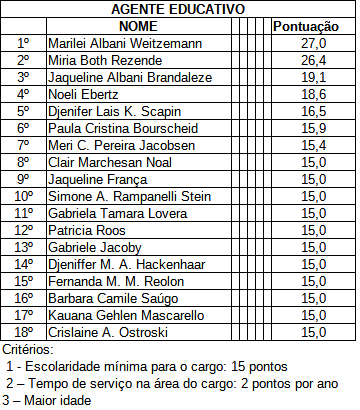 AGENTE EDUCATIVO
NOME Pontuação
1º Marilei Albani Weitzemann 27,0
2º Miria Both Rezende 26,4
3º Jaqueline Albani Brandaleze 19,1
4º Noeli Ebertz 18,6
5º Djenifer Lais K. Scapin 16,5
6º Paula Cristina Bourscheid 15,9
7º Meri C. Pereira Jacobsen 15,4
8º Clair Marchesan Noal 15,0
9º Jaqueline França 15,0
10º Simone A. Rampanelli Stein 15,0
11º Gabriela Tamara Lovera 15,0
12º Patricia Roos 15,0
13º Gabriele Jacoby 15,0
14º Djeniffer M. A. Hackenhaar 15,0
15º Fernanda M. M. Reolon 15,0
16º Barbara Camile Saúgo 15,0
17º Kauana Gehlen Mascarello 15,0
18º Crislaine A. Ostroski 15,0
Critérios:
1 - Escolaridade mínima para o cargo: 15 pontos
2 – Tempo de serviço na área do cargo: 2 pontos por ano
3 – Maior idade